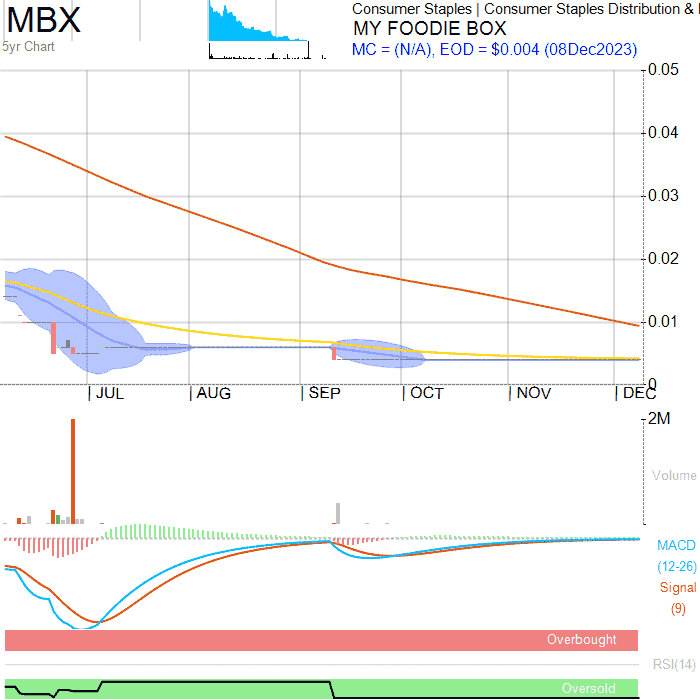 MBX
5yr Chart
Consumer Staples | Consumer Staples Distribution &
MY FOODIE BOX
MC = (N/A), EOD = $0.004 (08Dec2023)
0.05
0.04
0.03
0.02
0.01
0
JUL
AUG
SEP
OCT
NOV
DEC
2M
Volume
MACD
(12-26)
Signal
(9)
Overbought
RSI(14)
Oversold